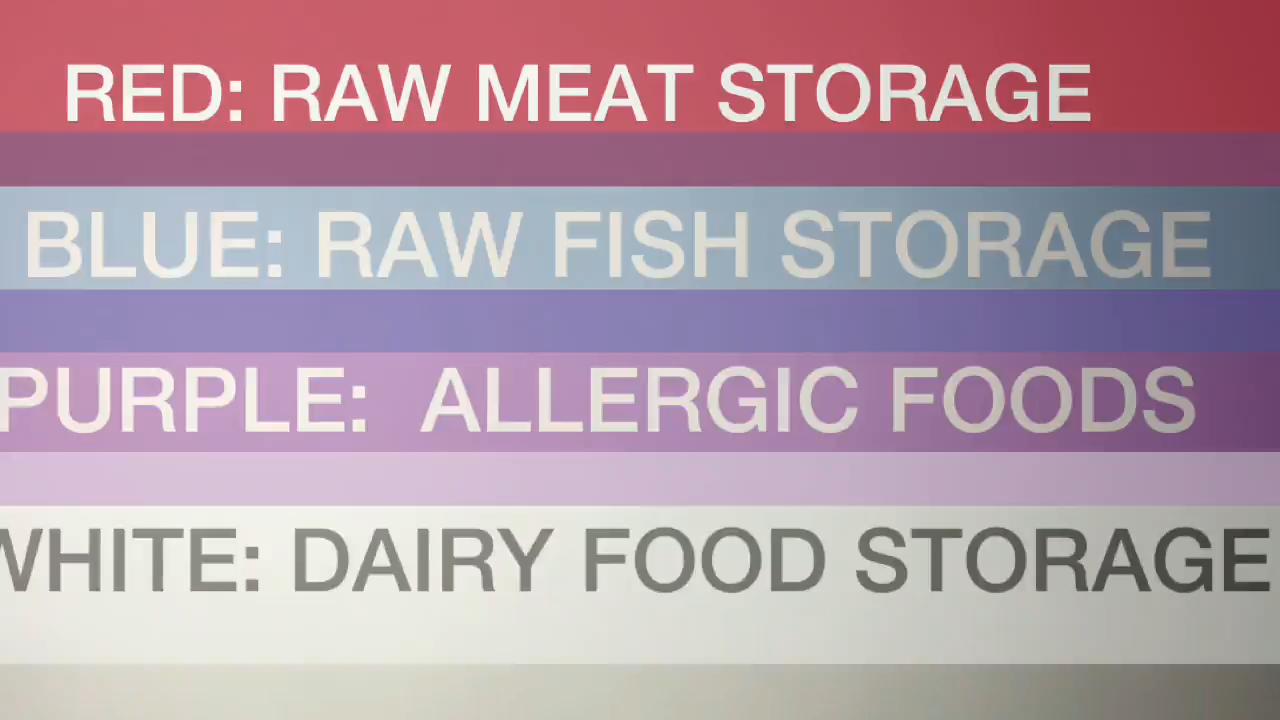 RED: RAW MEAT STORAGE
BLUE: RAW FISH STORAGE
PURPLE: ALLERGIC FOODS
WHITE: DAIRY FOOD STORAGE